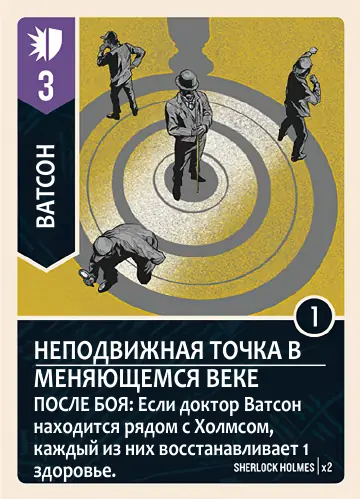 3
ВАТСОН
1
НЕПОДВИЖНАЯ ТОЧКА В
МЕНЯЮЩЕМСЯ ВЕКЕ
ПОСЛЕ БОЯ: Если доктор Ватсон
находится рядом с Холмсом,
каждый из них восстанавливает 1
здоровье.
SHERLOCK HOLMES | x2